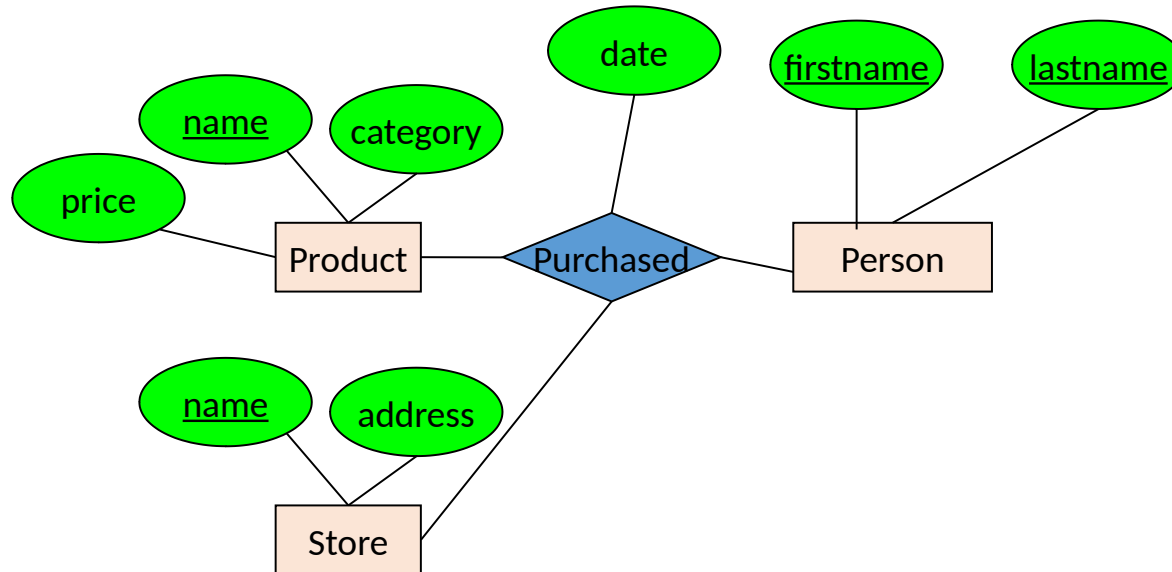 date
firstname
lastname
name
category
price
Product
Purchased
Person
name
address
Store